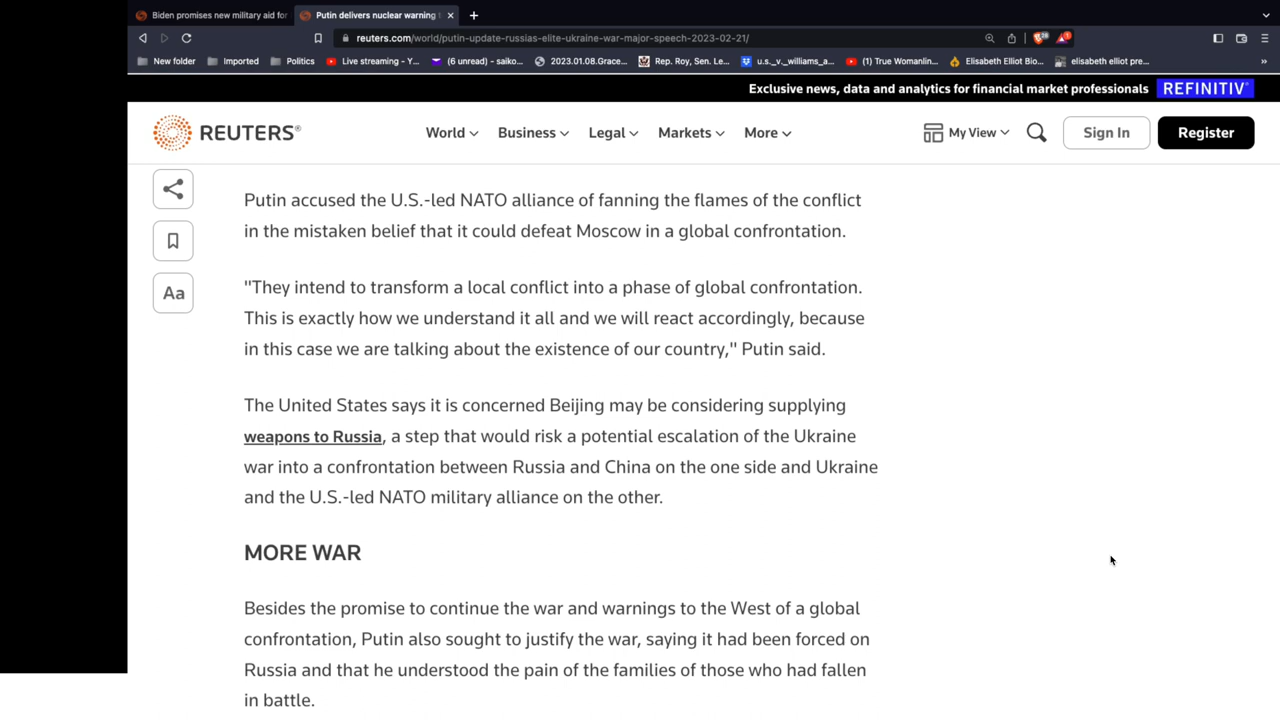 Biden promises new military aid for
Putin delivers nuclear warning t
reuters.com/world/putin-update-russias-elite-ukraine-war-major-speech-2023-02-21/
New folder Imported Politics Live streaming - Y... (6 unread) - saiko... 2023.01.08.Grace... Rep. Roy, Sen. Le... u.s._v._williams_a... (1) True Womanlin... Elisabeth Elliot Bio... elisabeth elliot pre... »
Exclusive news, data and analytics for financial market professionals REFINITIV
REUTERS®
World Business Legal Markets More My View Sign In Register
Putin accused the U.S.-led NATO alliance of fanning the flames of the conflict
in the mistaken belief that it could defeat Moscow in a global confrontation.
Aa
"They intend to transform a local conflict into a phase of global confrontation.
This is exactly how we understand it all and we will react accordingly, because
in this case we are talking about the existence of our country," Putin said.
The United States says it is concerned Beijing may be considering supplying
weapons to Russia, a step that would risk a potential escalation of the Ukraine
war into a confrontation between Russia and China on the one side and Ukraine
and the U.S.-led NATO military alliance on the other.
MORE WAR
Besides the promise to continue the war and warnings to the West of a global
confrontation, Putin also sought to justify the war, saying it had been forced on
Russia and that he understood the pain of the families of those who had fallen
in battle.